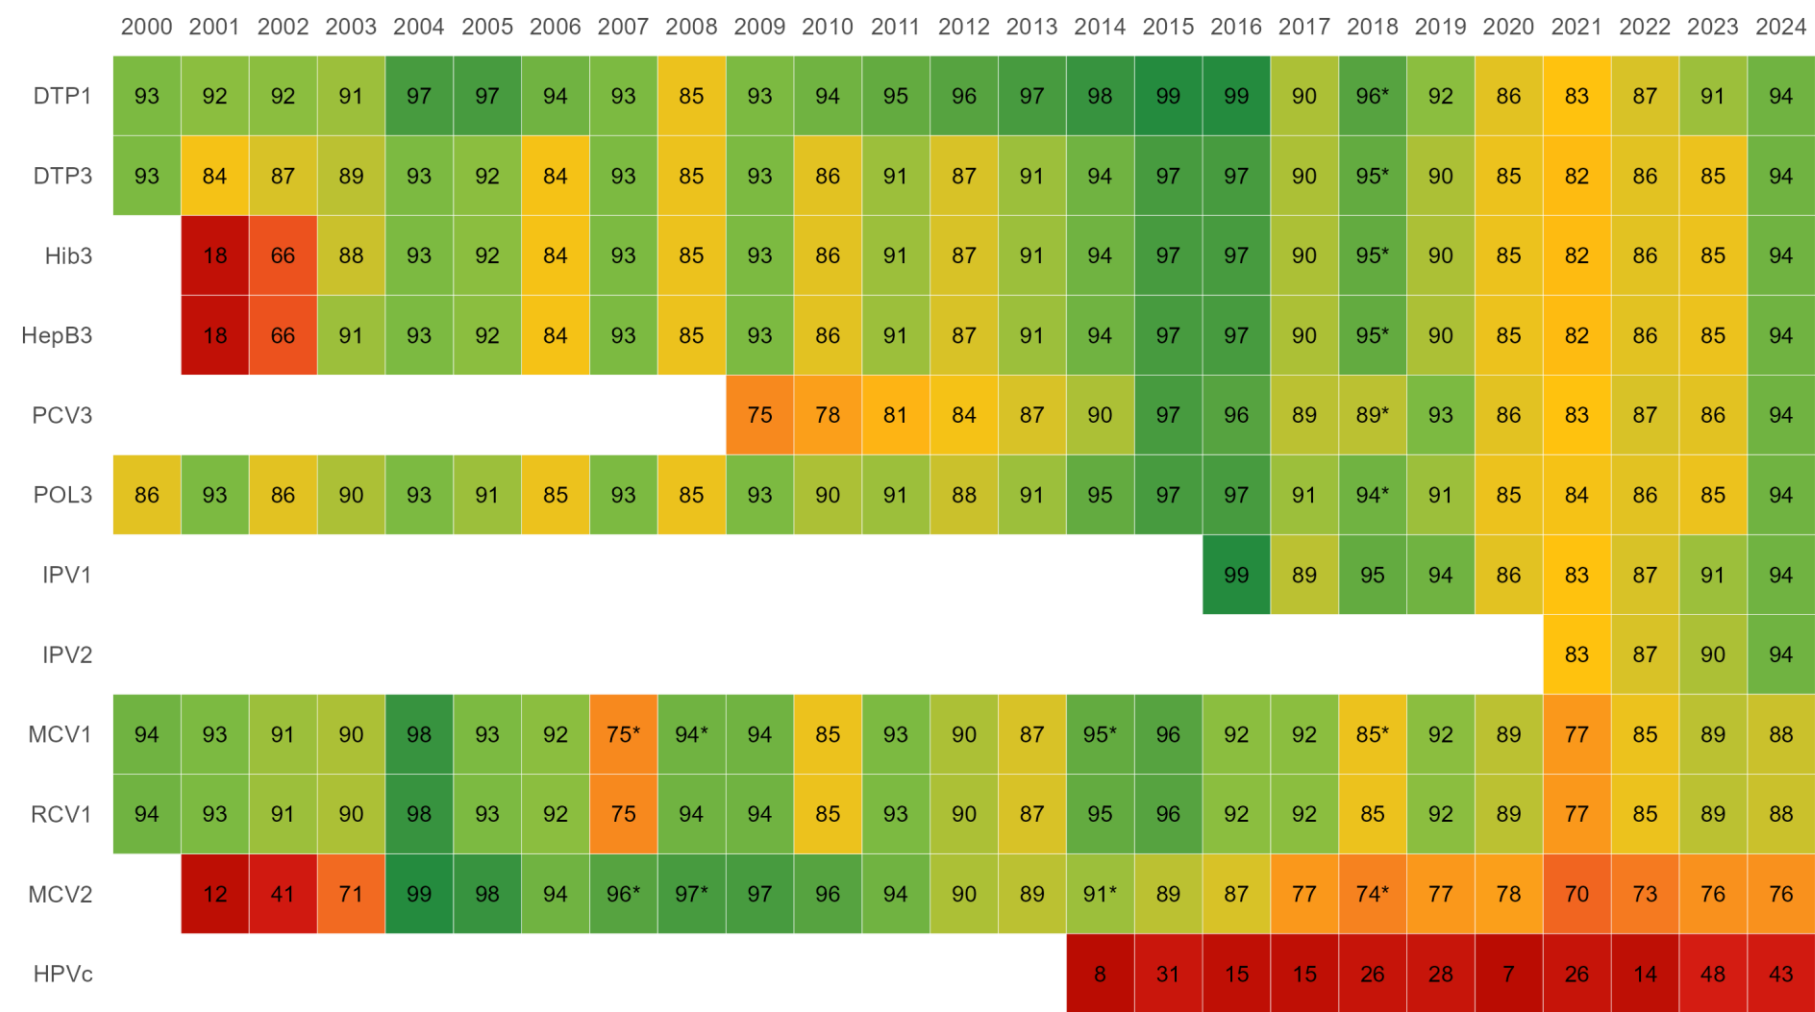 2000 2001 2002 2003 2004 2005 2006 2007 2008 2009 2010 2011 2012 2013 2014 2015 2016 2017 2018 2019 2020 2021 2022 2023 2024
DTP1 93 92 92 91 97 97 94 93 85 93 94 95 96 97 98 99 99 90 96* 92 86 83 87 91 94
DTP3 93 84 87 89 93 92 84 93 85 93 86 91 87 91 94 97 97 90 95* 90 85 82 86 85 94
Hib3 18 66 88 93 92 84 93 85 93 86 91 87 91 94 97 97 90 95* 90 85 82 86 85 94
HepB3 18 66 91 93 92 84 93 85 93 86 91 87 91 94 97 97 90 95* 90 85 82 86 85 94
PCV3 75 78 81 84 87 90 97 96 89 89* 93 86 83 87 86 94
POL3 86 93 86 90 93 91 85 93 85 93 90 91 88 91 95 97 97 91 94* 91 85 84 86 85 94
IPV1 99 89 95 94 86 83 87 91 94
IPV2 83 87 90 94
MCV1 94 93 91 90 98 93 92 75* 94* 94 85 93 90 87 95* 96 92 92 85* 92 89 77 85 89 88
RCV1 94 93 91 90 98 93 92 75 94 94 85 93 90 87 95 96 92 92 85 92 89 77 85 89 88
MCV2 12 41 71 99 98 94 96* 97* 97 96 94 90 89 91* 89 87 77 74* 77 78 70 73 76 76
HPVc 8 31 15 15 26 28 7 26 14 48 43